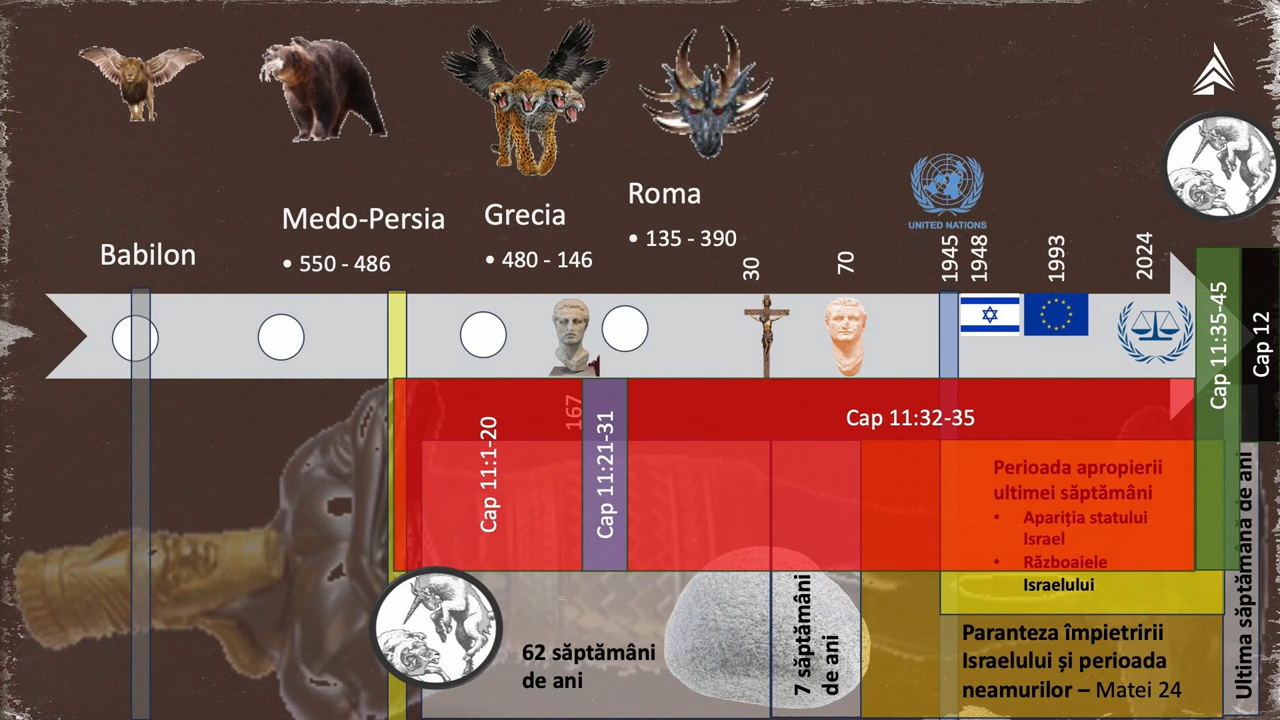 Babilon
Medo-Persia
• 550 - 486
Grecia
• 480 - 146
Roma
• 135 - 390
30
70
UNITED NATIONS
1945
1948
1993
2024
167
Cap 11:1-20
Cap 11:21-31
Cap 11:32-35
Cap 11:35-45
Cap 12
Perioada apropierii
ultimei săptămâni
• Apariția statului
Israel
• Războaiele
Israelului
62 săptămâni
de ani
7 săptămâni
de ani
Paranteza împietririi
Israelului și perioada
neamurilor – Matei 24
Ultima săptămână de ani